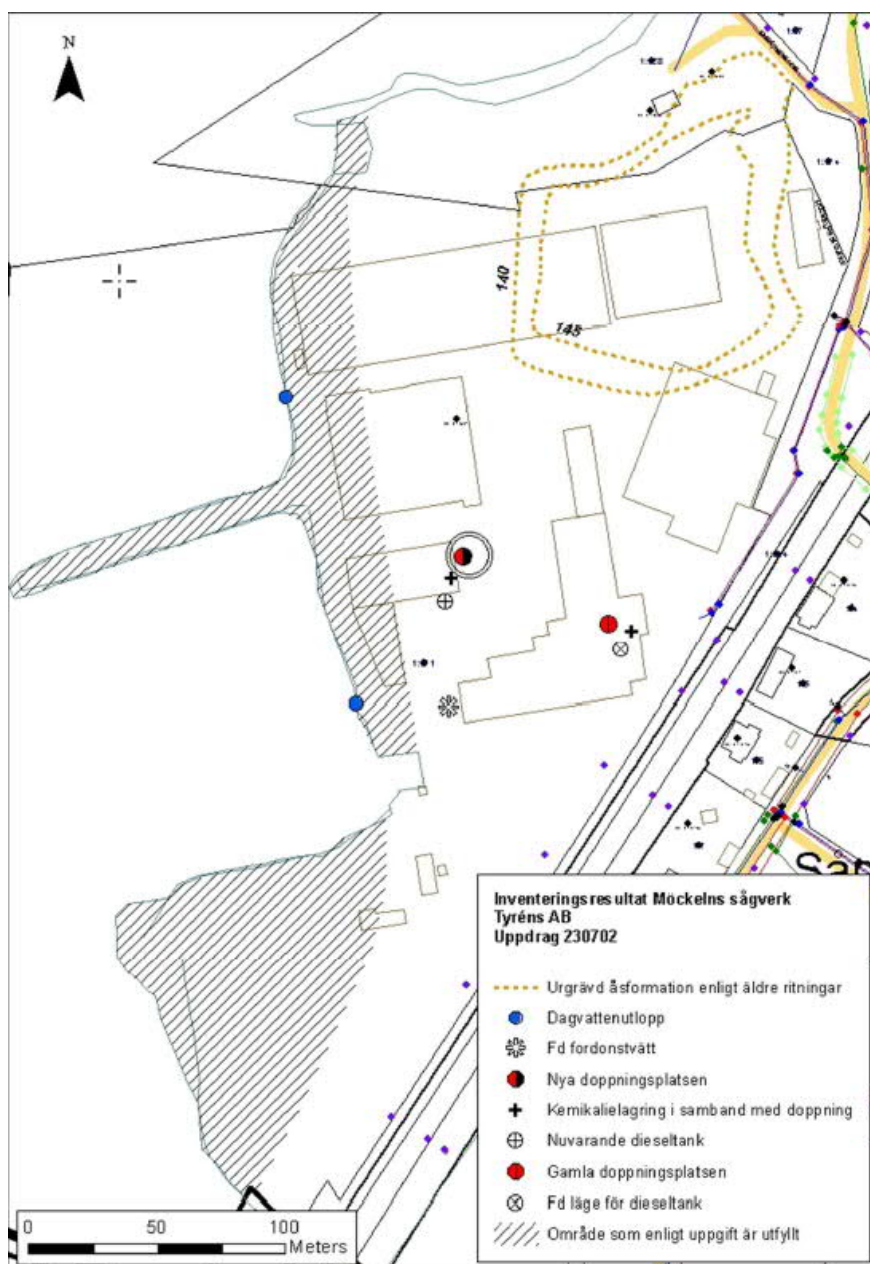 N
140
145
San
Inventeringsresultat Möckelns sågverk
Tyréns AB
Uppdrag 230702
Urgrävd åsformation enligt äldre ritningar
Dagvattenutlopp
Fd fordonstvätt
Nya doppningsplatsen
Kemikalielagring i samband med doppning
Nuvarande dieseltank
Gamla doppningsplatsen
Fd läge för dieseltank
Område som enligt uppgift är utfyllt
0 50 100
Meters